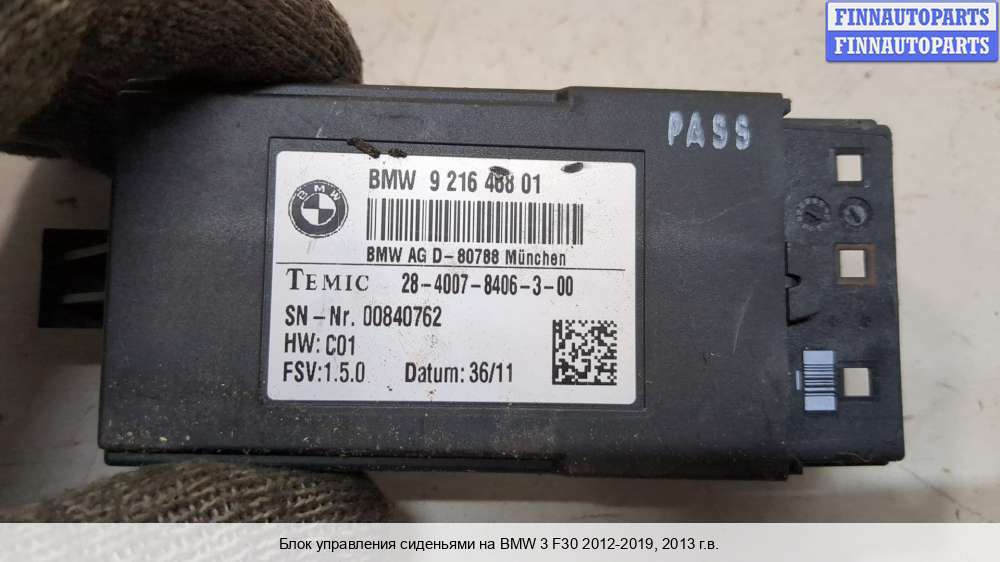 FINNAUTOPARTS
FINNAUTOPARTS
PASS
BMW
BMW 9 216 468 01
BMW AG D-80788 München
TEMIC 28-4007-8406-3-00
SN-Nr. 00840762
HW: C01
FSV:1.5.0 Datum: 36/11
Блок управления сиденьями на BMW 3 F30 2012-2019, 2013 г.в.